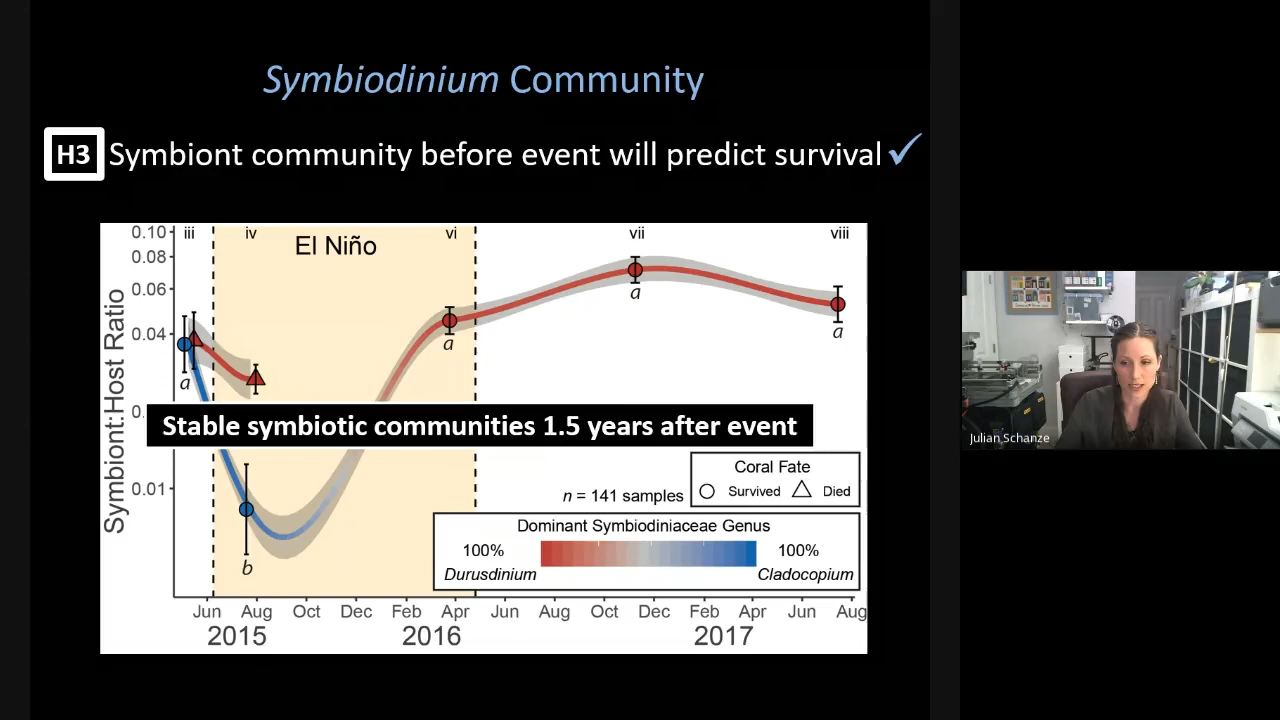 Symbiodinium Community
H3 Symbiont community before event will predict survival ✓
0.10
0.08
0.06
0.04
0.
0.01
Symbiont:Host Ratio
iii
iv
vi
vii
viii
El Niño
a
b
a
a
a
Stable symbiotic communities 1.5 years after event
n = 141 samples
Coral Fate
Survived
Died
Dominant Symbiodiniaceae Genus
100%
Durusdinium
100%
Cladocopium
Jun Aug Oct Dec Feb Apr Jun Aug Oct Dec Feb Apr Jun Aug
2015 2016 2017
Julian Schanze